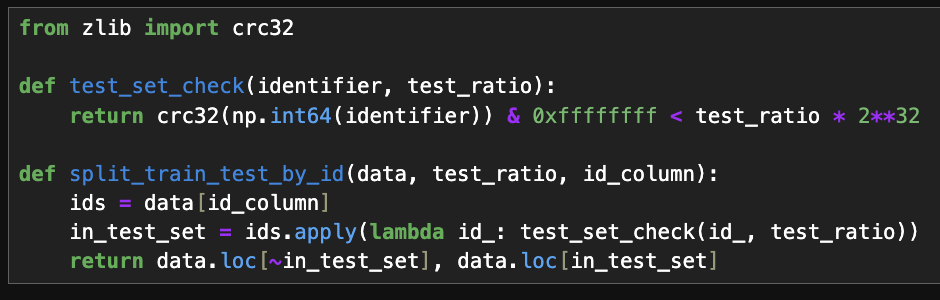 from zlib import crc32

def test_set_check(identifier, test_ratio):
    return crc32(np.int64(identifier)) & 0xffffffff < test_ratio * 2**32

def split_train_test_by_id(data, test_ratio, id_column):
    ids = data[id_column]
    in_test_set = ids.apply(lambda id_: test_set_check(id_, test_ratio))
    return data.loc[~in_test_set], data.loc[in_test_set]